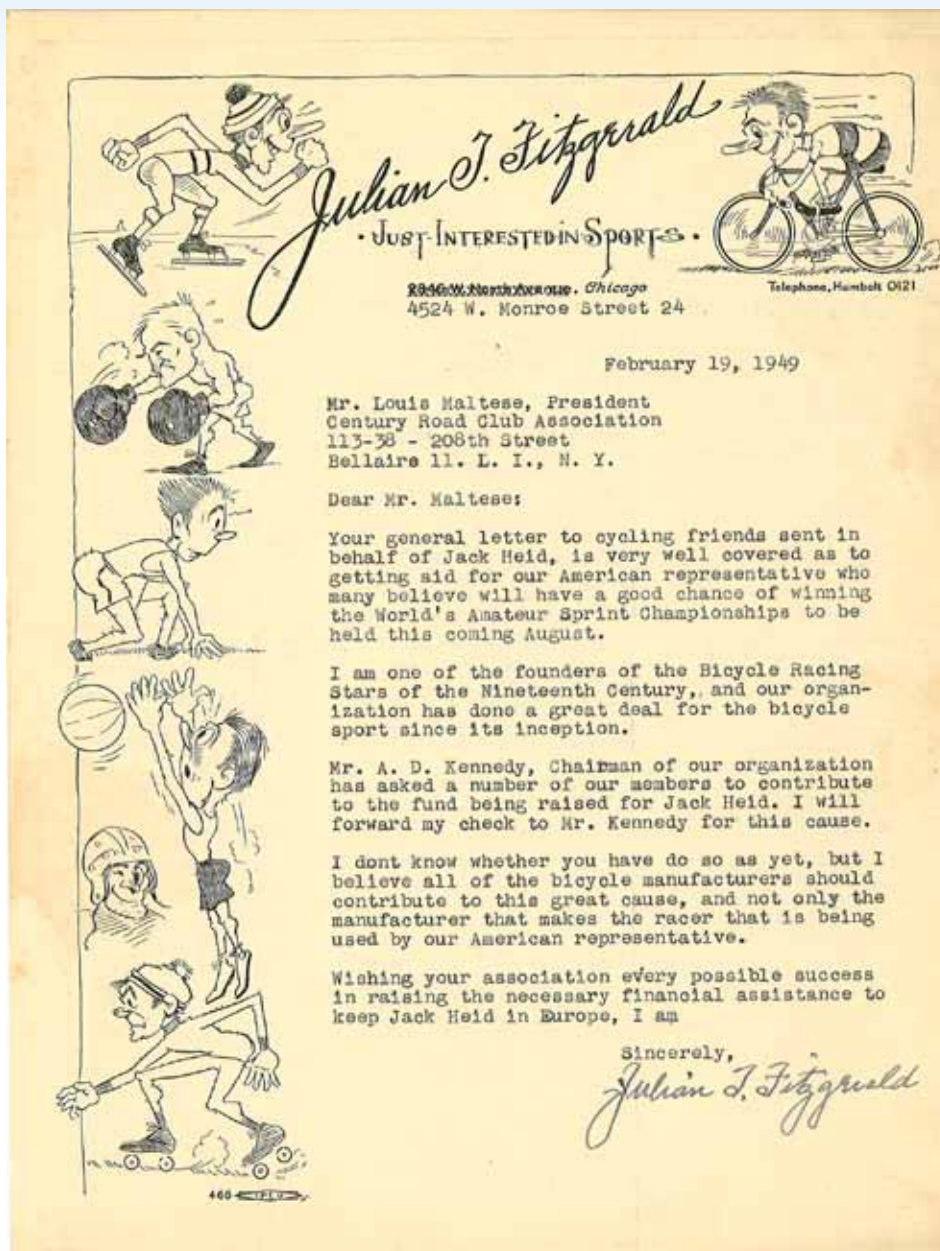 Julian T. Fitzgerald
· JUST INTERESTED IN SPORTS ·
2846 W. North Avenue. Chicago
Telephone, Humbolt 0121
4524 W. Monroe Street 24
February 19, 1949
Mr. Louis Maltese, President
Century Road Club Association
113-38 - 208th Street
Bellaire 11. L. I., N. Y.
Dear Mr. Maltese:
Your general letter to cycling friends sent in
behalf of Jack Heid, is very well covered as to
getting aid for our American representative who
many believe will have a good chance of winning
the World's Amateur Sprint Championships to be
held this coming August.
I am one of the founders of the Bicycle Racing
Stars of the Nineteenth Century, and our organ-
ization has done a great deal for the bicycle
sport since its inception.
Mr. A. D. Kennedy, Chairman of our organization
has asked a number of our members to contribute
to the fund being raised for Jack Heid. I will
forward my check to Mr. Kennedy for this cause.
I dont know whether you have do so as yet, but I
believe all of the bicycle manufacturers should
contribute to this great cause, and not only the
manufacturer that makes the racer that is being
used by our American representative.
Wishing your association every possible success
in raising the necessary financial assistance to
keep Jack Heid in Europe, I am
Sincerely,
Julian T. Fitzgerald
466